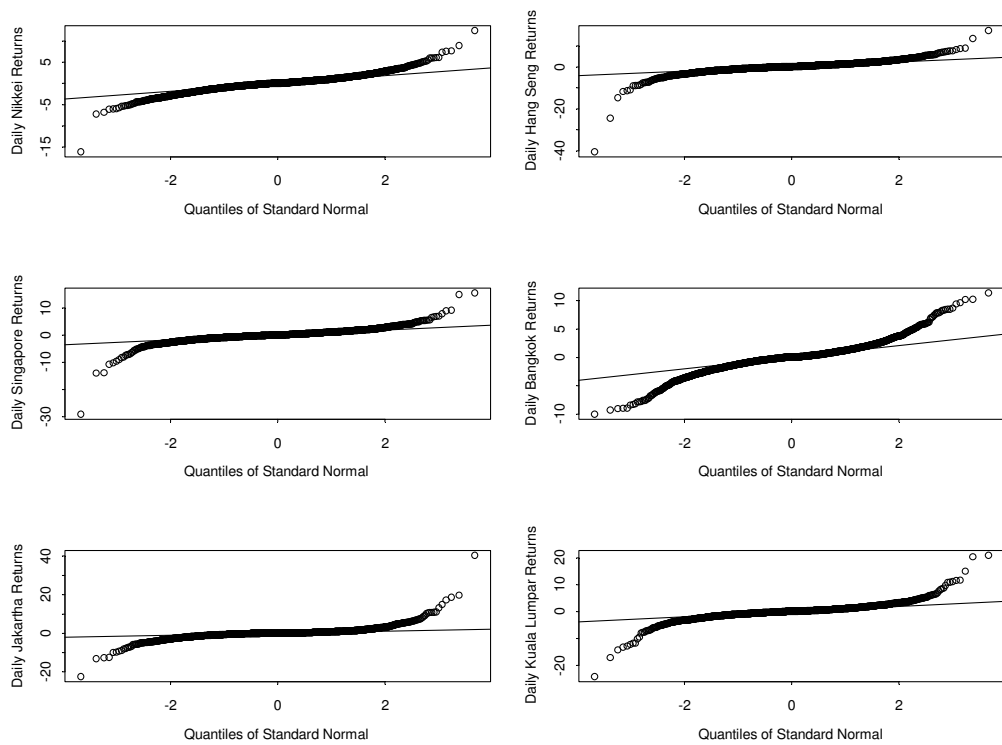 Daily Nikkei Returns
5
-5
-15
-2 0 2
Quantiles of Standard Normal
Daily Hang Seng Returns
0
-20
-40
-2 0 2
Quantiles of Standard Normal
Daily Singapore Returns
10
0
-10
-30
-2 0 2
Quantiles of Standard Normal
Daily Bangkok Returns
10
5
0
-10
-2 0 2
Quantiles of Standard Normal
Daily Jakartha Returns
40
20
0
-20
-2 0 2
Quantiles of Standard Normal
Daily Kuala Lumpar Returns
20
10
0
-20
-2 0 2
Quantiles of Standard Normal